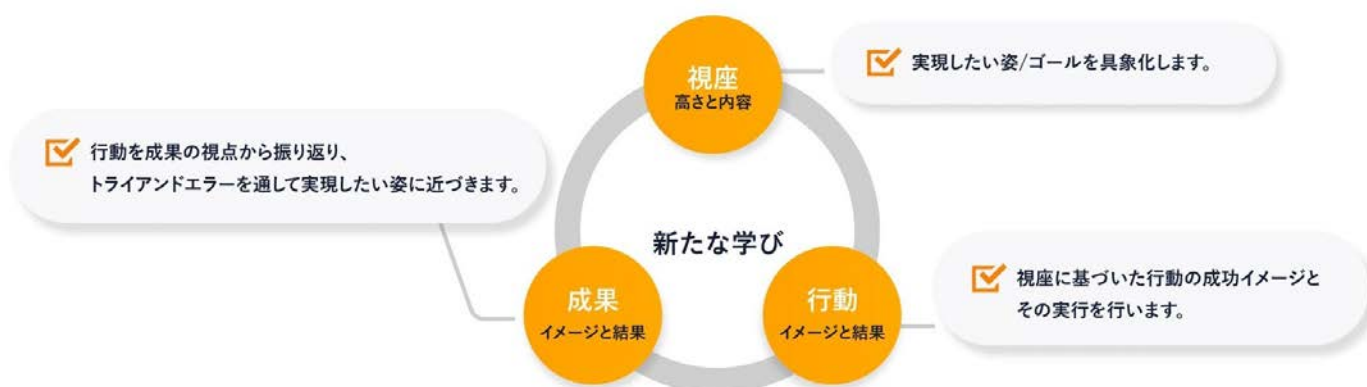 視座
高さと内容
実現したい姿/ゴールを具象化します。
行動を成果の視点から振り返り、
トライアンドエラーを通して実現したい姿に近づきます。
新たな学び
成果
イメージと結果
行動
イメージと結果
視座に基づいた行動の成功イメージと
その実行を行います。